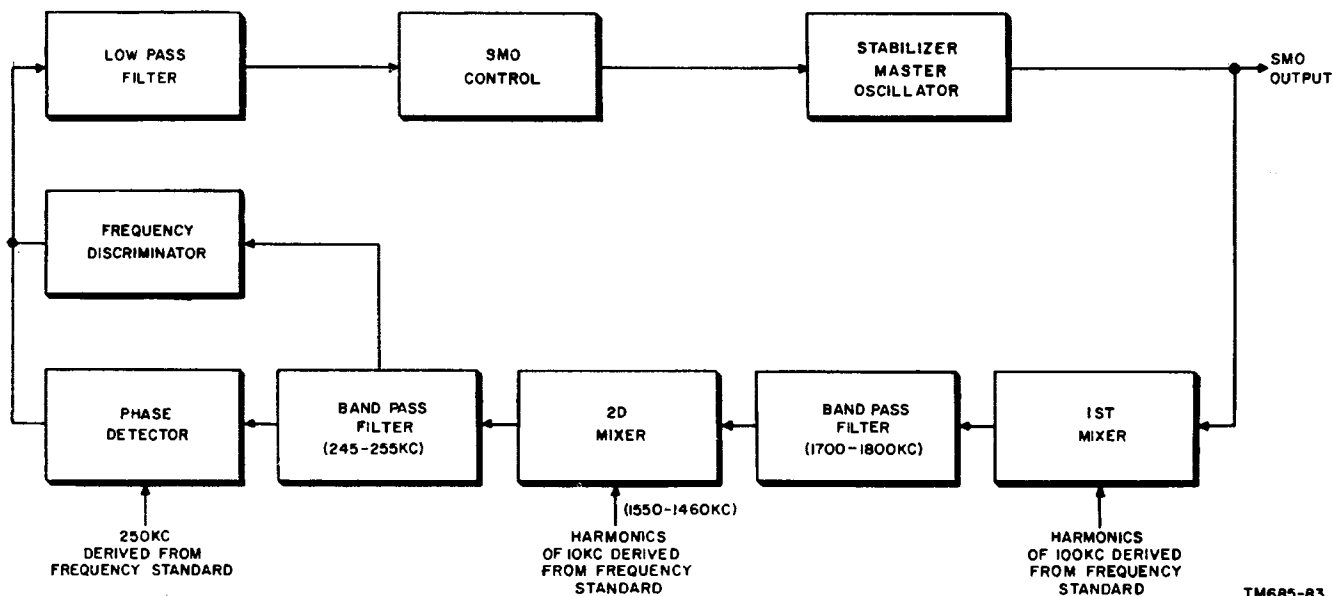 LOW PASS
FILTER
SMO
CONTROL
STABILIZER
MASTER
OSCILLATOR
SMO
OUTPUT
FREQUENCY
DISCRIMINATOR
PHASE
DETECTOR
BAND PASS
FILTER
(245-255KC)
2D
MIXER
BAND PASS
FILTER
(1700-1800KC)
1ST
MIXER
250KC
DERIVED FROM
FREQUENCY STANDARD
(1550-1460KC)
HARMONICS
OF 10KC DERIVED
FROM FREQUENCY
STANDARD
HARMONICS
OF 100KC DERIVED
FROM FREQUENCY
STANDARD
TM685-83